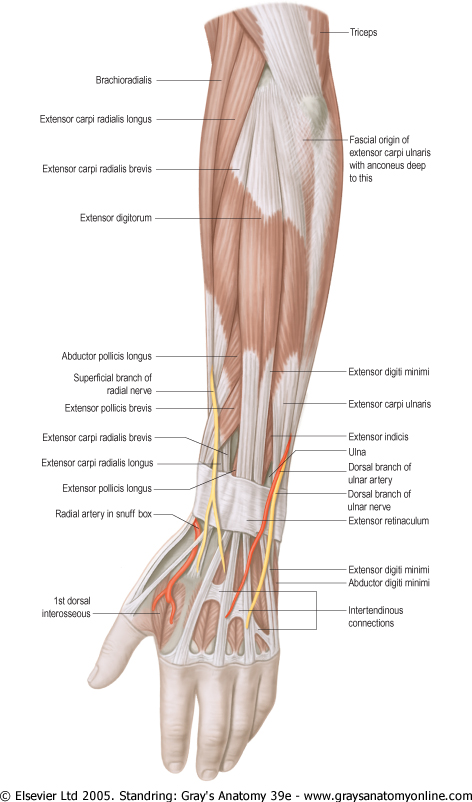 Triceps
Brachioradialis
Extensor carpi radialis longus
Fascial origin of
extensor carpi ulnaris
with anconeus deep
to this
Extensor carpi radialis brevis
Extensor digitorum
Abductor pollicis longus
Superficial branch of
radial nerve
Extensor pollicis brevis
Extensor carpi radialis brevis
Extensor carpi radialis longus
Extensor pollicis longus
Radial artery in snuff box
1st dorsal
interosseous
Extensor digiti minimi
Extensor carpi ulnaris
Extensor indicis
Ulna
Dorsal branch of
ulnar artery
Dorsal branch of
ulnar nerve
Extensor retinaculum
Extensor digiti minimi
Abductor digiti minimi
Intertendinous
connections
© Elsevier Ltd 2005. Standring: Gray's Anatomy 39e - www.graysanatomyonline.com